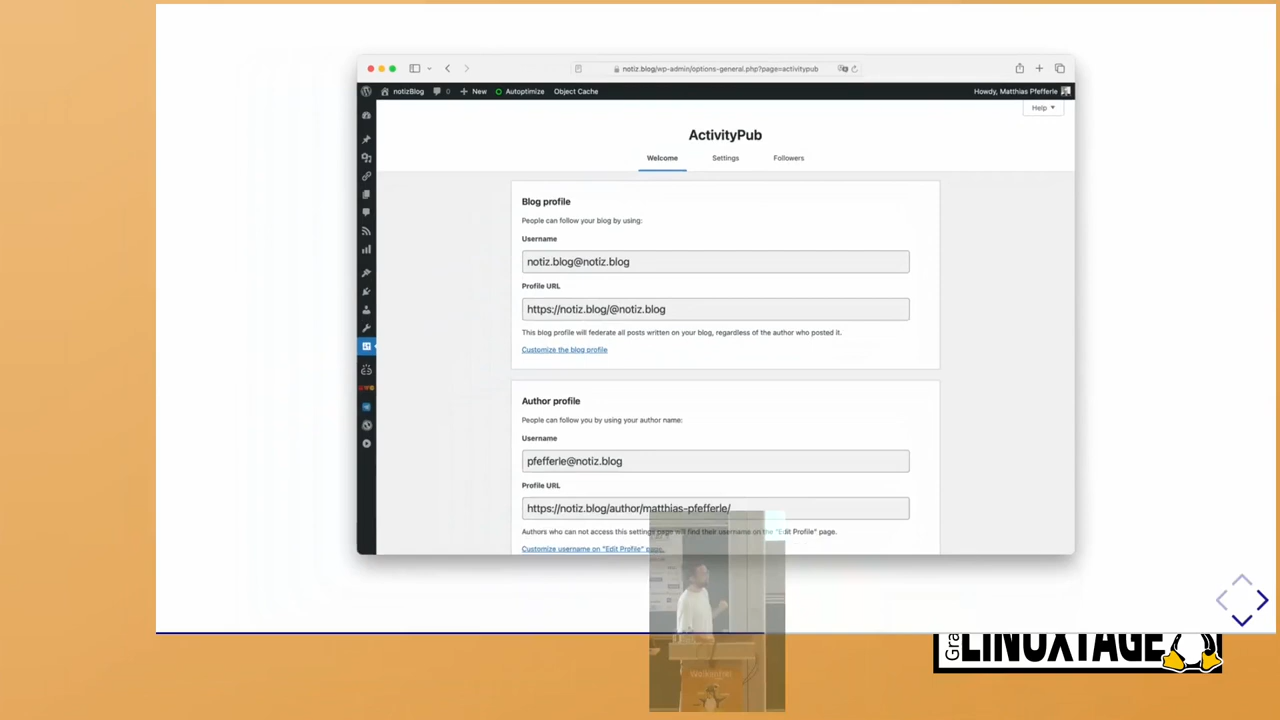 notiz.blog/wp-admin/options-general.php?page=activitypub
notizBlog
0
New
Autoptimize
Object Cache
Howdy, Matthias Pfefferle
Help
ActivityPub
Welcome
Settings
Followers
Blog profile
People can follow your blog by using:
Username
notiz.blog@notiz.blog
Profile URL
https://notiz.blog/@notiz.blog
This blog profile will federate all posts written on your blog, regardless of the author who posted it.
Customize the blog profile
Author profile
People can follow you by using your author name:
Username
pfefferle@notiz.blog
Profile URL
https://notiz.blog/author/matthias-pfefferle/
Authors who can not access this settings page will find their username on the "Edit Profile" page.
Customize username on "Edit Profile" page.
Gra
LINUXTAGE